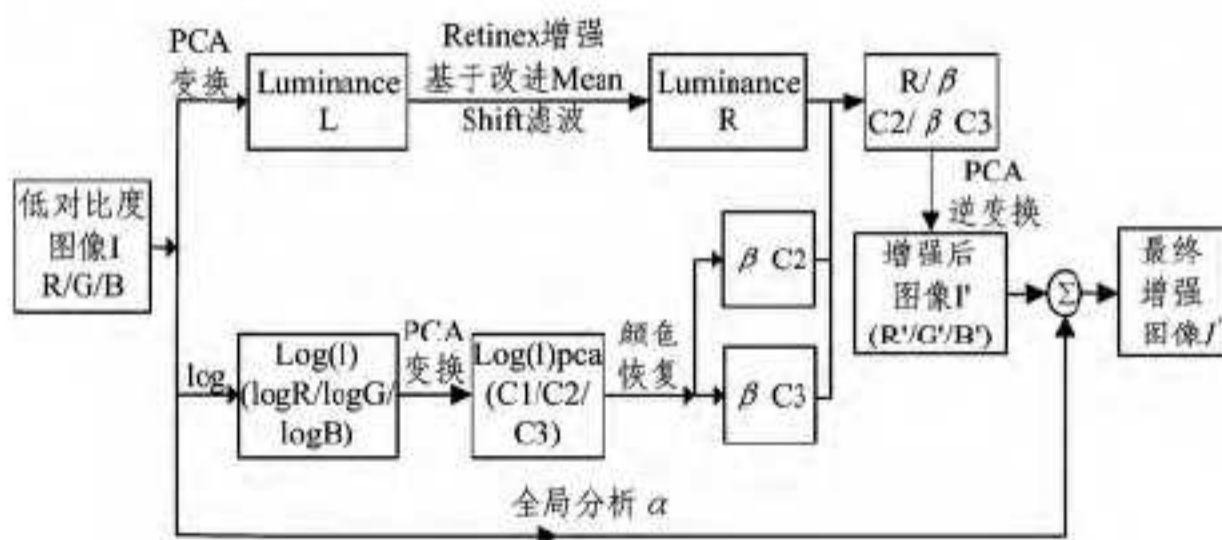 PCA
变换
Luminance
L
Retinex增强
基于改进Mean
Shift滤波
Luminance
R
R/ β
C2/ β C3
PCA
逆变换
低对比度
图像I
R/G/B
β C2
增强后
图像I'
(R'/G'/B')
Σ
最终
增强
图像J'
log
Log(I)
(logR/logG/
logB)
PCA
变换
Log(I)pca
(C1/C2/
C3)
颜色
恢复
β C3
全局分析 α